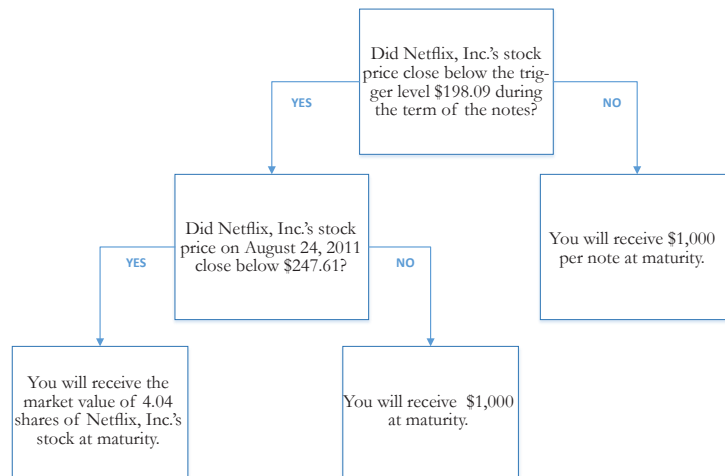 Did Netflix, Inc.'s stock
price close below the trig-
ger level $198.09 during
the term of the notes?
YES
NO
Did Netflix, Inc.'s stock
price on August 24, 2011
close below $247.61?
You will receive $1,000
per note at maturity.
YES
NO
You will receive the
market value of 4.04
shares of Netflix, Inc.'s
stock at maturity.
You will receive $1,000
at maturity.